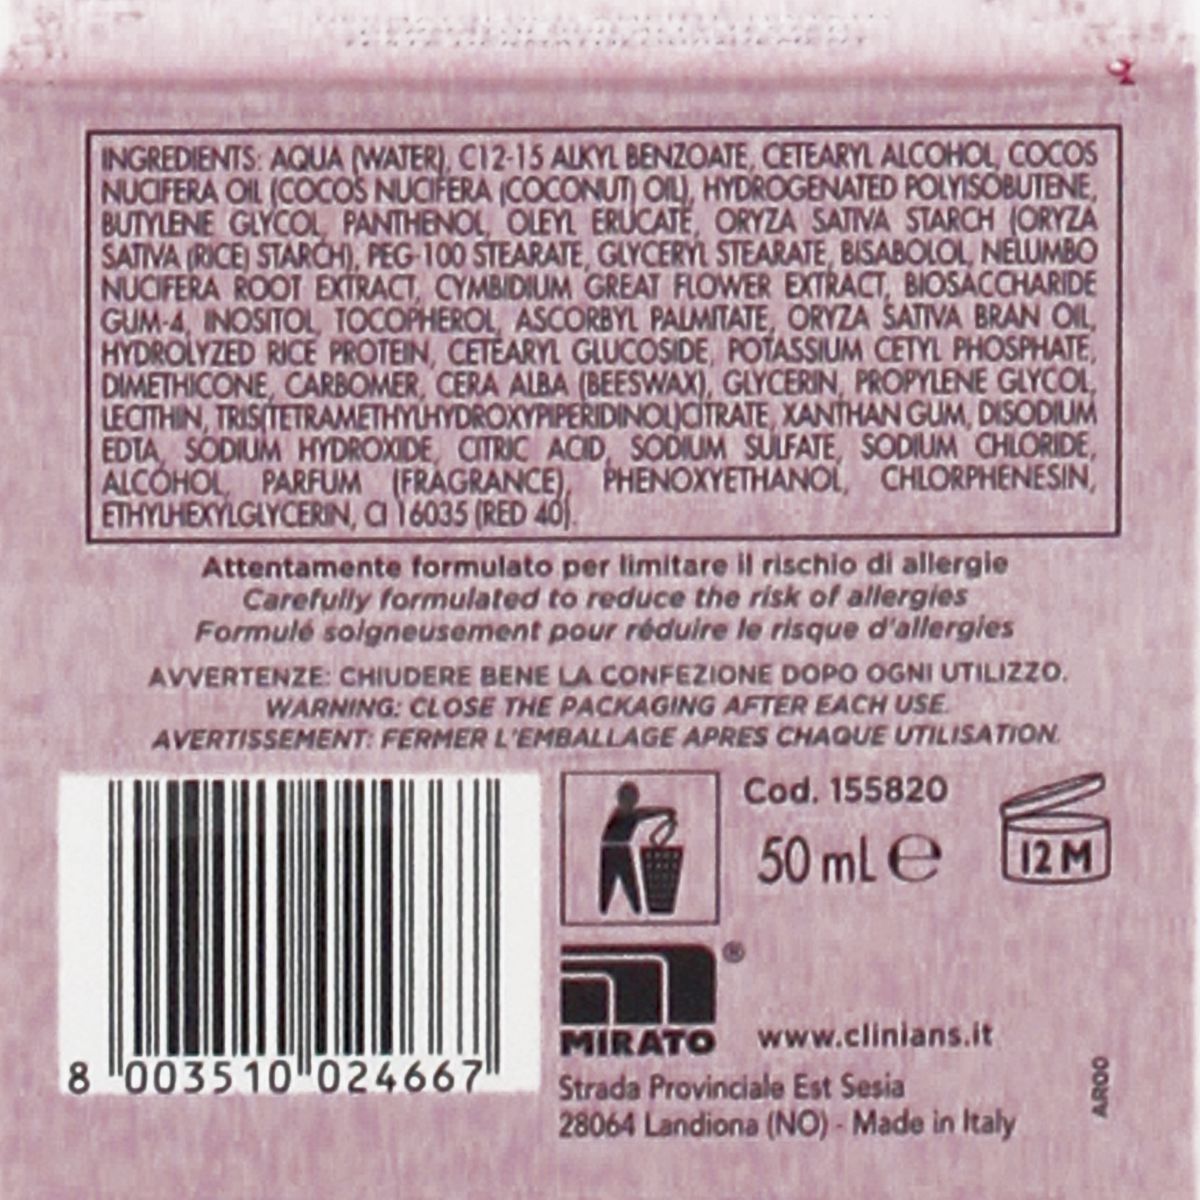 INGREDIENTS: AQUA (WATER), C12-15 ALKYL BENZOATE, CETEARYL ALCOHOL, COCOS
NUCIFERA OIL (COCOS NUCIFERA (COCONUT) OIL), HYDROGENATED POLYISOBUTENE,
BUTYLENE GLYCOL, PANTHENOL, OLEYL ERUCATE, ORYZA SATIVA STARCH (ORYZA
SATIVA (RICE) STARCH), PEG-100 STEARATE, GLYCERYL STEARATE, BISABOLOL, NELUMBO
NUCIFERA ROOT EXTRACT, CYMBIDIUM GREAT FLOWER EXTRACT, BIOSACCHARIDE
GUM-4, INOSITOL, TOCOPHEROL, ASCORBYL PALMITATE, ORYZA SATIVA BRAN OIL,
HYDROLYZED RICE PROTEIN, CETEARYL GLUCOSIDE, POTASSIUM CETYL PHOSPHATE,
DIMETHICONE, CARBOMER, CERA ALBA (BEESWAX), GLYCERIN, PROPYLENE GLYCOL,
LECITHIN, TRIS(TETRAMETHYLHYDROXYPIPERIDINOL)CITRATE, XANTHAN GUM, DISODIUM
EDTA, SODIUM HYDROXIDE, CITRIC ACID, SODIUM SULFATE, SODIUM CHLORIDE,
ALCOHOL, PARFUM (FRAGRANCE), PHENOXYETHANOL, CHLORPHENESIN,
ETHYLHEXYLGLYCERIN, CI 16035 (RED 40).
Attentamente formulato per limitare il rischio di allergie
Carefully formulated to reduce the risk of allergies
Formulé soigneusement pour réduire le risque d'allergies
AVVERTENZE: CHIUDERE BENE LA CONFEZIONE DOPO OGNI UTILIZZO.
WARNING: CLOSE THE PACKAGING AFTER EACH USE.
AVERTISSEMENT: FERMER L'EMBALLAGE APRES CHAQUE UTILISATION.
Cod. 155820
50 mL ℮
12 M
MIRATO®
www.clinians.it
8 003510 024667
Strada Provinciale Est Sesia
28064 Landiona (NO) - Made in Italy
AR00